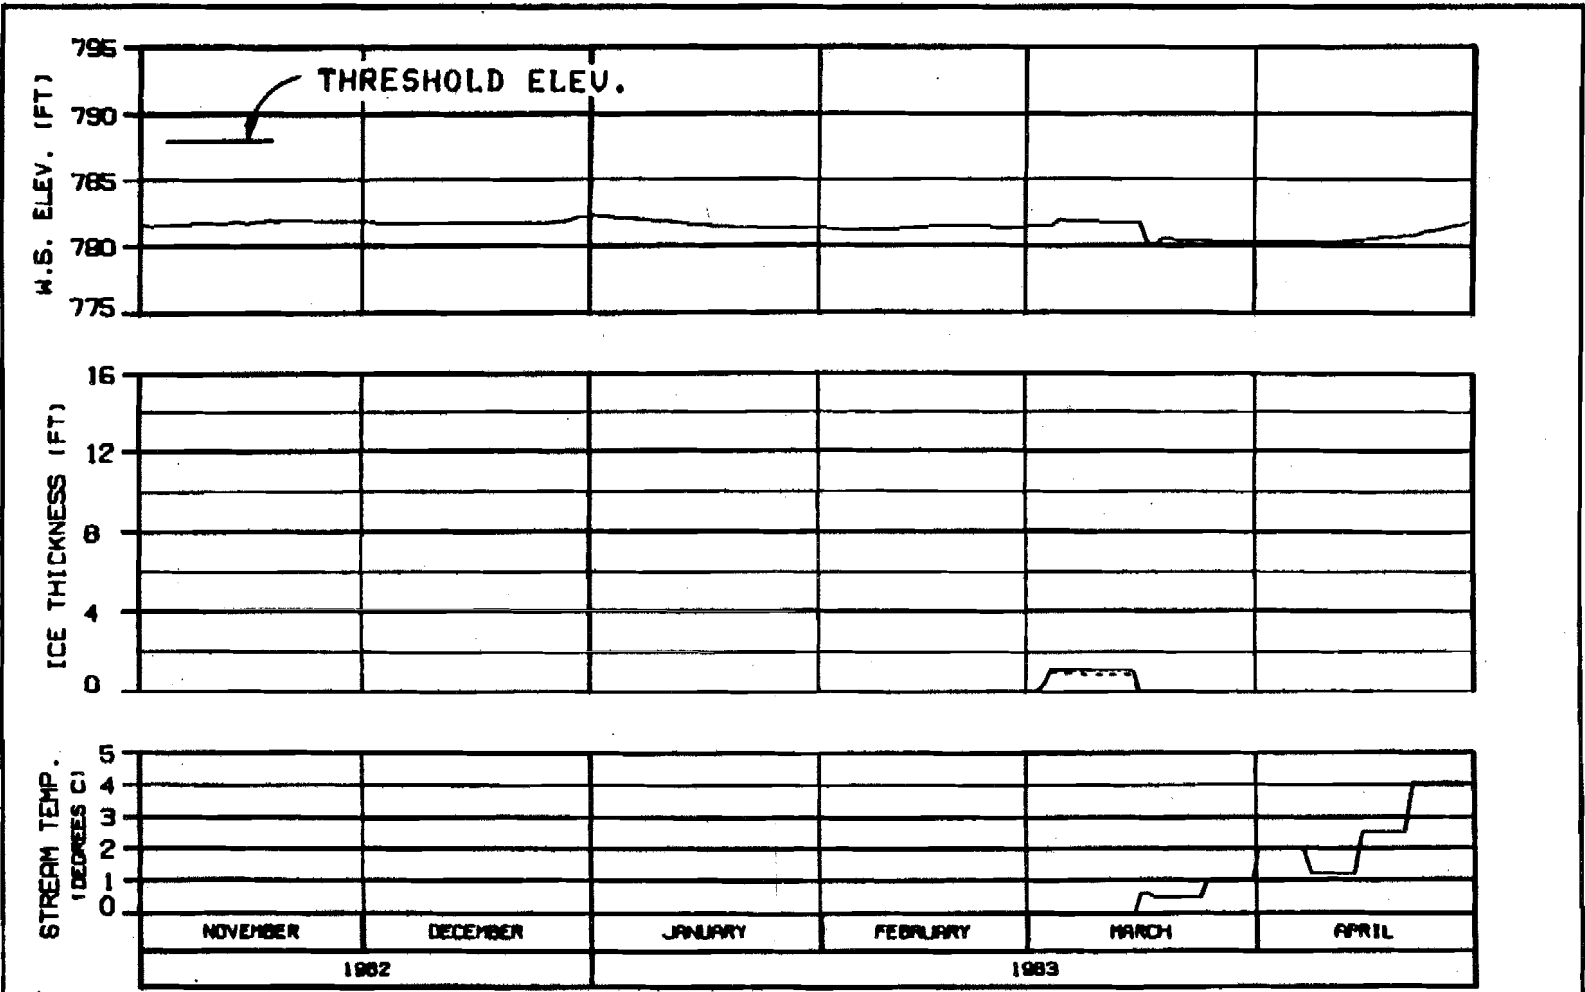 795
THRESHOLD ELEV.
790
785
780
775
W.S. ELEV. (FT)
16
12
8
4
0
ICE THICKNESS (FT)
5
4
3
2
1
0
STREAM TEMP.
(DEGREES C)
NOVEMBER DECEMBER JANUARY FEBRUARY MARCH APRIL
1982 1983